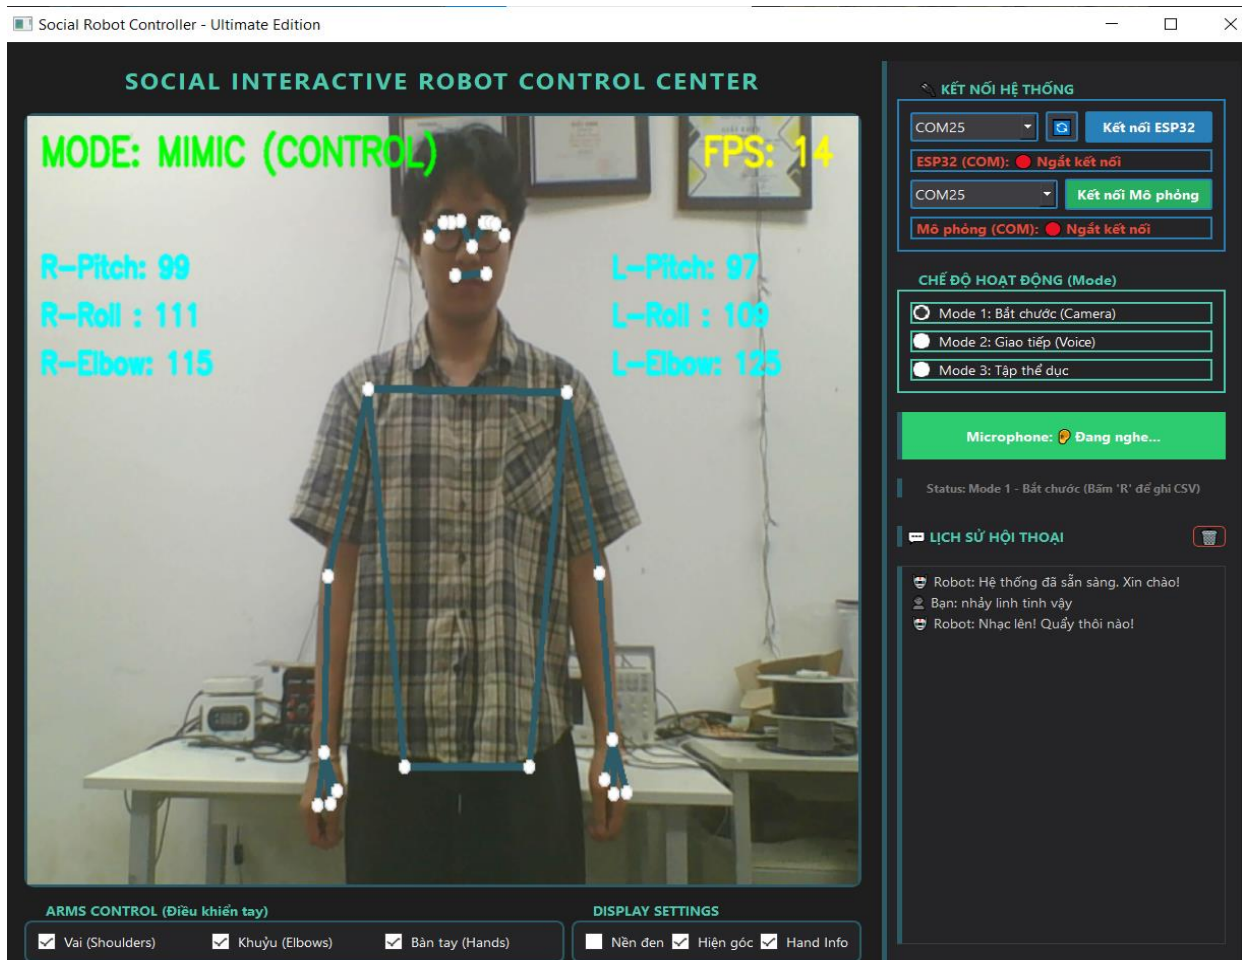 Social Robot Controller - Ultimate Edition
SOCIAL INTERACTIVE ROBOT CONTROL CENTER
MODE: MIMIC (CONTROL)
FPS: 14
R-Pitch: 99
R-Roll : 111
R-Elbow: 115
L-Pitch: 97
L-Roll : 109
L-Elbow: 125
ARMS CONTROL (Điều khiển tay)
Vai (Shoulders)
Khuỷu (Elbows)
Bàn tay (Hands)
DISPLAY SETTINGS
Nền đen
Hiện góc
Hand Info
KẾT NỐI HỆ THỐNG
COM25
Kết nối ESP32
ESP32 (COM): 🔴 Ngắt kết nối
COM25
Kết nối Mô phỏng
Mô phỏng (COM): 🔴 Ngắt kết nối
CHẾ ĐỘ HOẠT ĐỘNG (Mode)
Mode 1: Bắt chước (Camera)
Mode 2: Giao tiếp (Voice)
Mode 3: Tập thể dục
Microphone: 👂 Đang nghe...
Status: Mode 1 - Bắt chước (Bấm 'R' để ghi CSV)
LỊCH SỬ HỘI THOẠI
Robot: Hệ thống đã sẵn sàng. Xin chào!
Bạn: nhảy linh tinh vậy
Robot: Nhạc lên! Quẩy thôi nào!